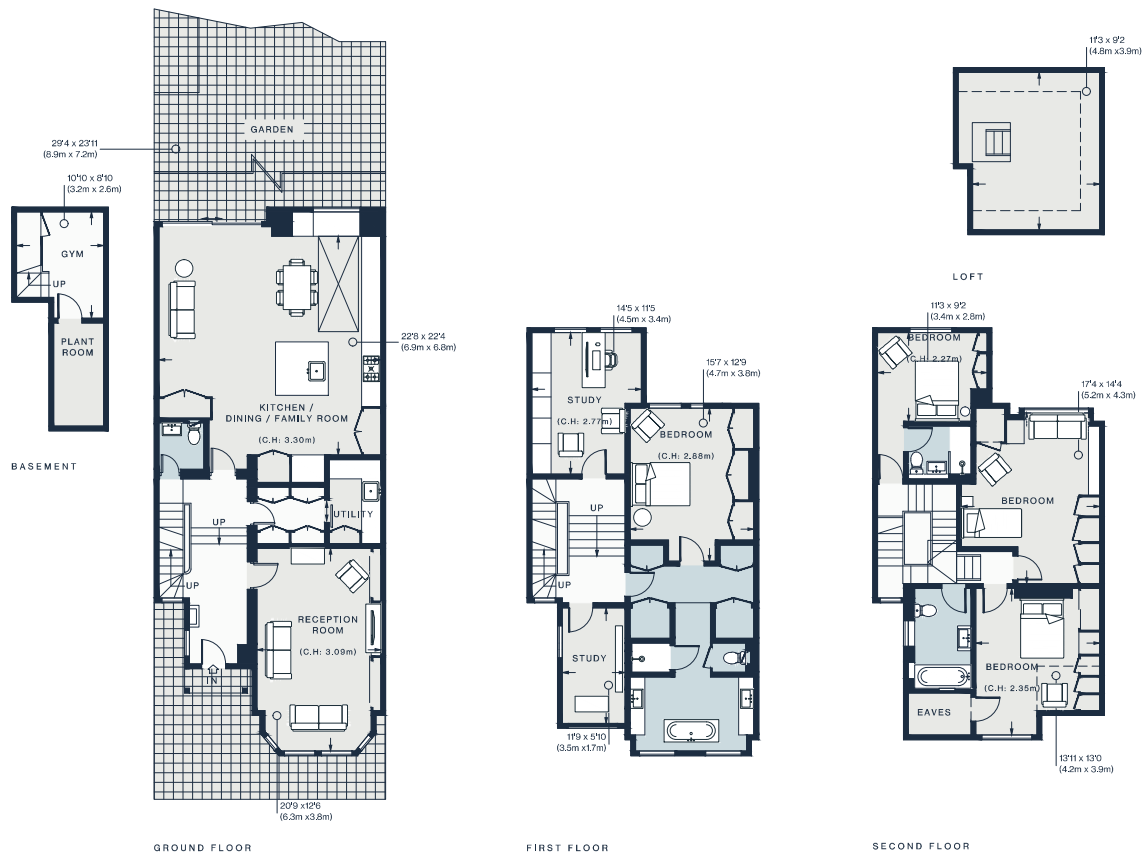 GARDEN
29'4 x 23'11
(8.9m x 7.2m)
10'10 x 8'10
(3.2m x 2.6m)
GYM
UP
PLANT
ROOM
BASEMENT
22'8 x 22'4
(6.9m x 6.8m)
KITCHEN /
DINING / FAMILY ROOM
(C.H: 3.30m)
UP
UTILITY
UP
RECEPTION
ROOM
(C.H: 3.09m)
IN
20'9 x12'6
(6.3m x3.8m)
GROUND FLOOR
14'5 x 11'5
(4.5m x 3.4m)
15'7 x 12'9
(4.7m x 3.8m)
STUDY
(C.H: 2.77m)
BEDROOM
(C.H: 2.88m)
UP
UP
STUDY
11'9 x 5'10
(3.5m x1.7m)
FIRST FLOOR
11'3 x 9'2
(4.8m x3.9m)
LOFT
11'3 x 9'2
(3.4m x 2.8m)
BEDROOM
(C.H: 2.27m)
17'4 x 14'4
(5.2m x 4.3m)
BEDROOM
BEDROOM
(C.H: 2.35m)
EAVES
13'11 x 13'0
(4.2m x 3.9m)
SECOND FLOOR